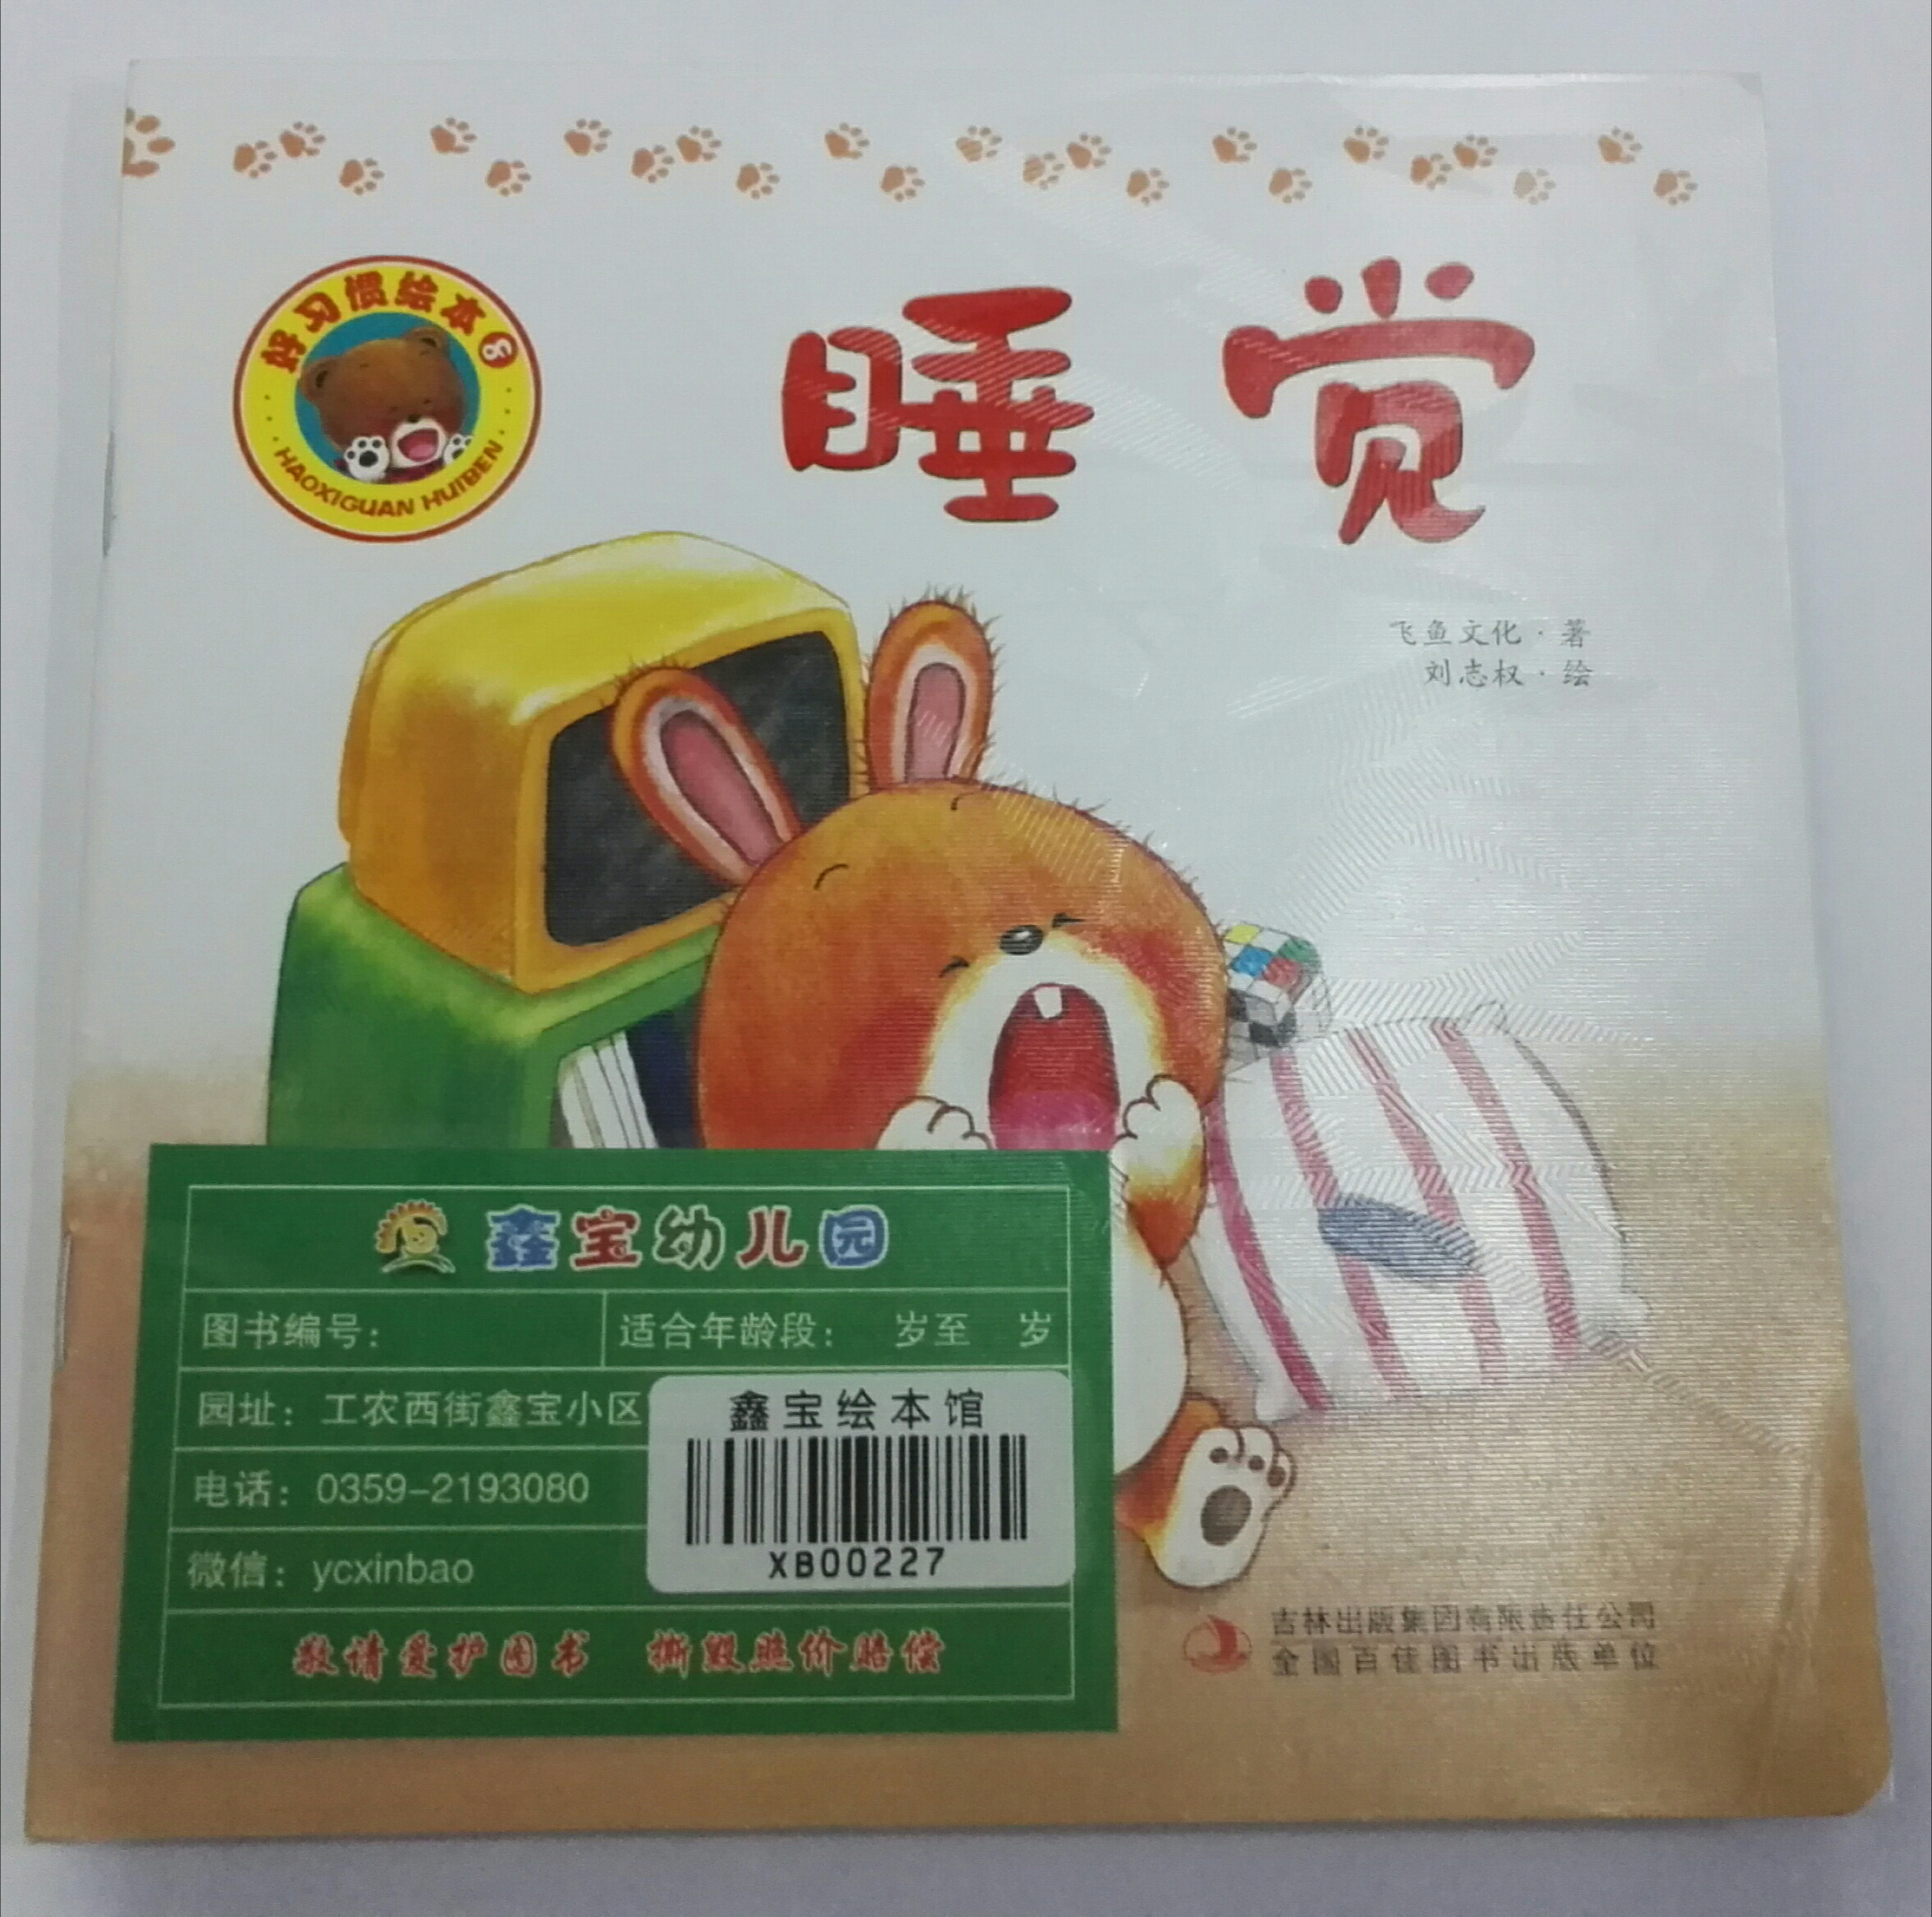 好习惯绘本
HAOXIGUAN HUIBEN
睡觉
飞鱼文化·著
刘志权·绘
鑫宝幼儿园
图书编号： 适合年龄段： 岁至 岁
园址：工农西街鑫宝小区
电话：0359-2193080
微信：ycxinbao
鑫宝绘本馆
XB00227
敬请爱护图书 撕毁照价赔偿
吉林出版集团有限责任公司
全国百佳图书出版单位